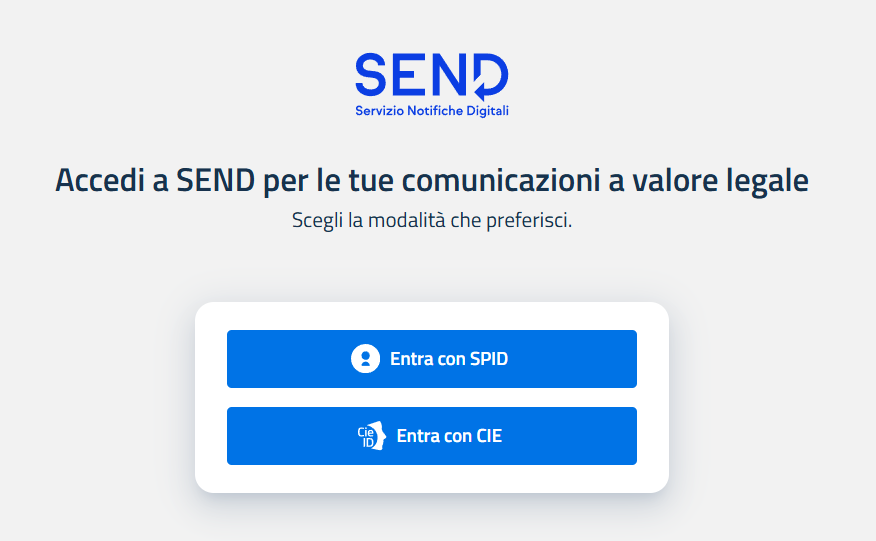 SEND
Servizio Notifiche Digitali
Accedi a SEND per le tue comunicazioni a valore legale
Scegli la modalità che preferisci.
Entra con SPID
Cie
ID
Entra con CIE